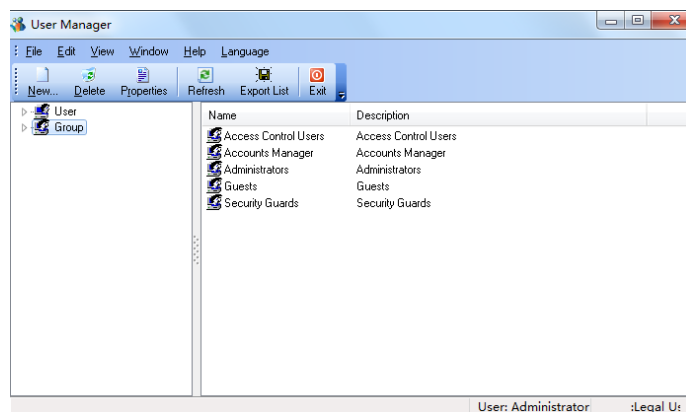 User Manager
File Edit View Window Help Language
New... Delete Properties Refresh Export List Exit
User
Group
Name Description
Access Control Users Access Control Users
Accounts Manager Accounts Manager
Administrators Administrators
Guests Guests
Security Guards Security Guards
User: Administrator :Legal